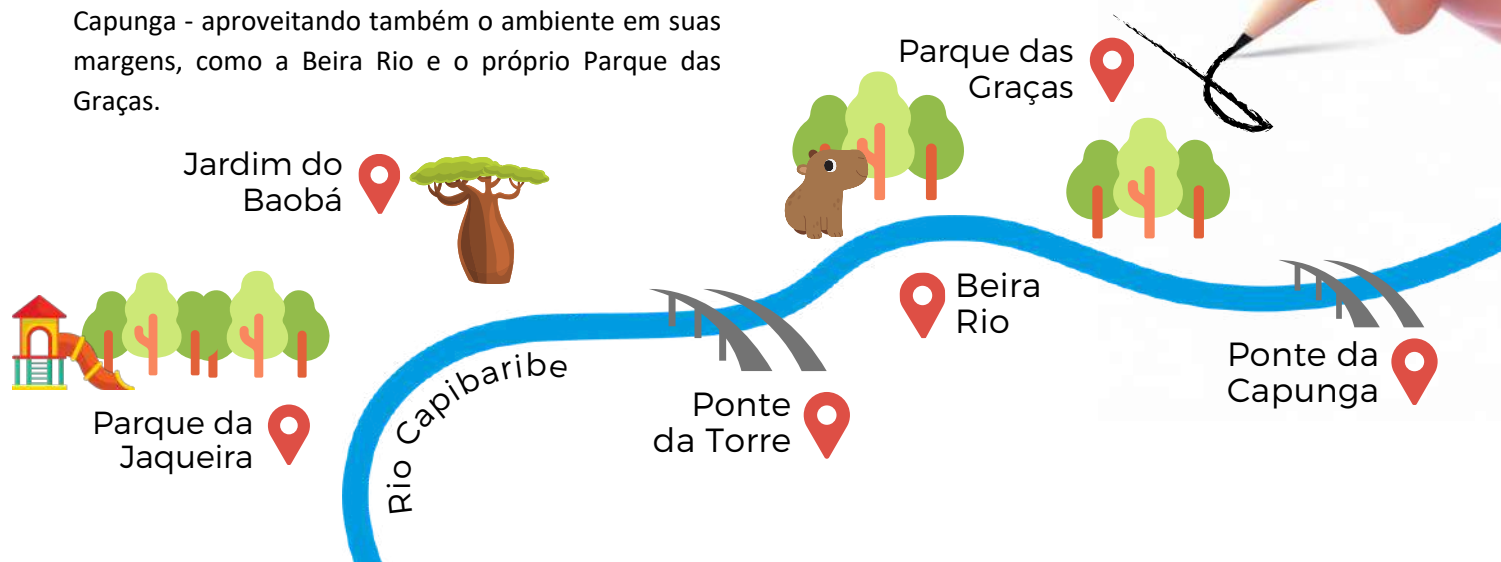 Capunga - aproveitando também o ambiente em suas
margens, como a Beira Rio e o próprio Parque das
Graças.
Parque das
Graças
Jardim do
Baobá
Beira
Rio
Ponte da
Capunga
Rio Capibaribe
Ponte
da Torre
Parque da
Jaqueira